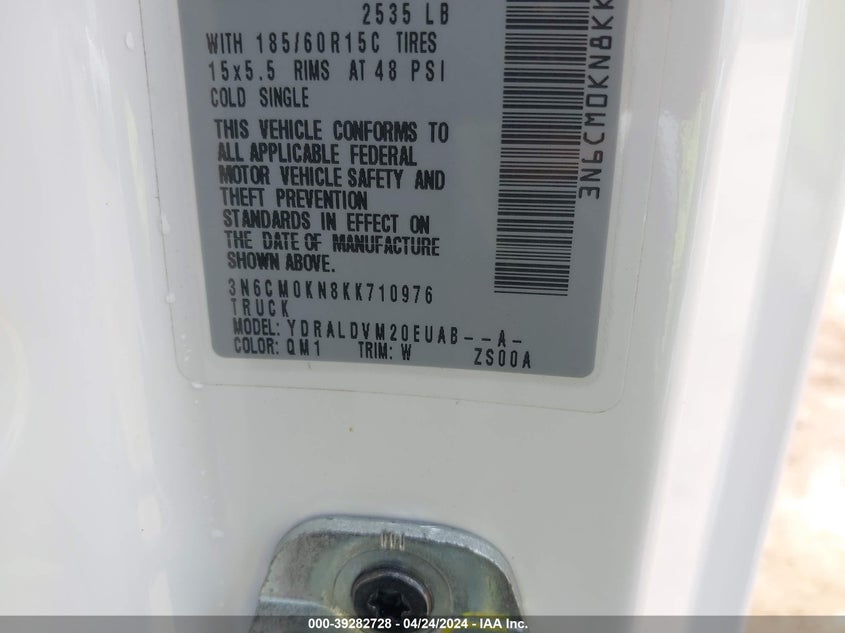 2535 LB
WITH 185/60R15C TIRES
15x5.5 RIMS AT 48 PSI
COLD SINGLE
THIS VEHICLE CONFORMS TO
ALL APPLICABLE FEDERAL
MOTOR VEHICLE SAFETY AND
THEFT PREVENTION
STANDARDS IN EFFECT ON
THE DATE OF MANUFACTURE
SHOWN ABOVE.
3N6CM0KN8KK710976
TRUCK
MODEL: YDRALDVM20EUAB--A-
COLOR: QM1 TRIM: W ZS00A
3N6CM0KN8KK
000-39282728 - 04/24/2024 - IAA Inc.